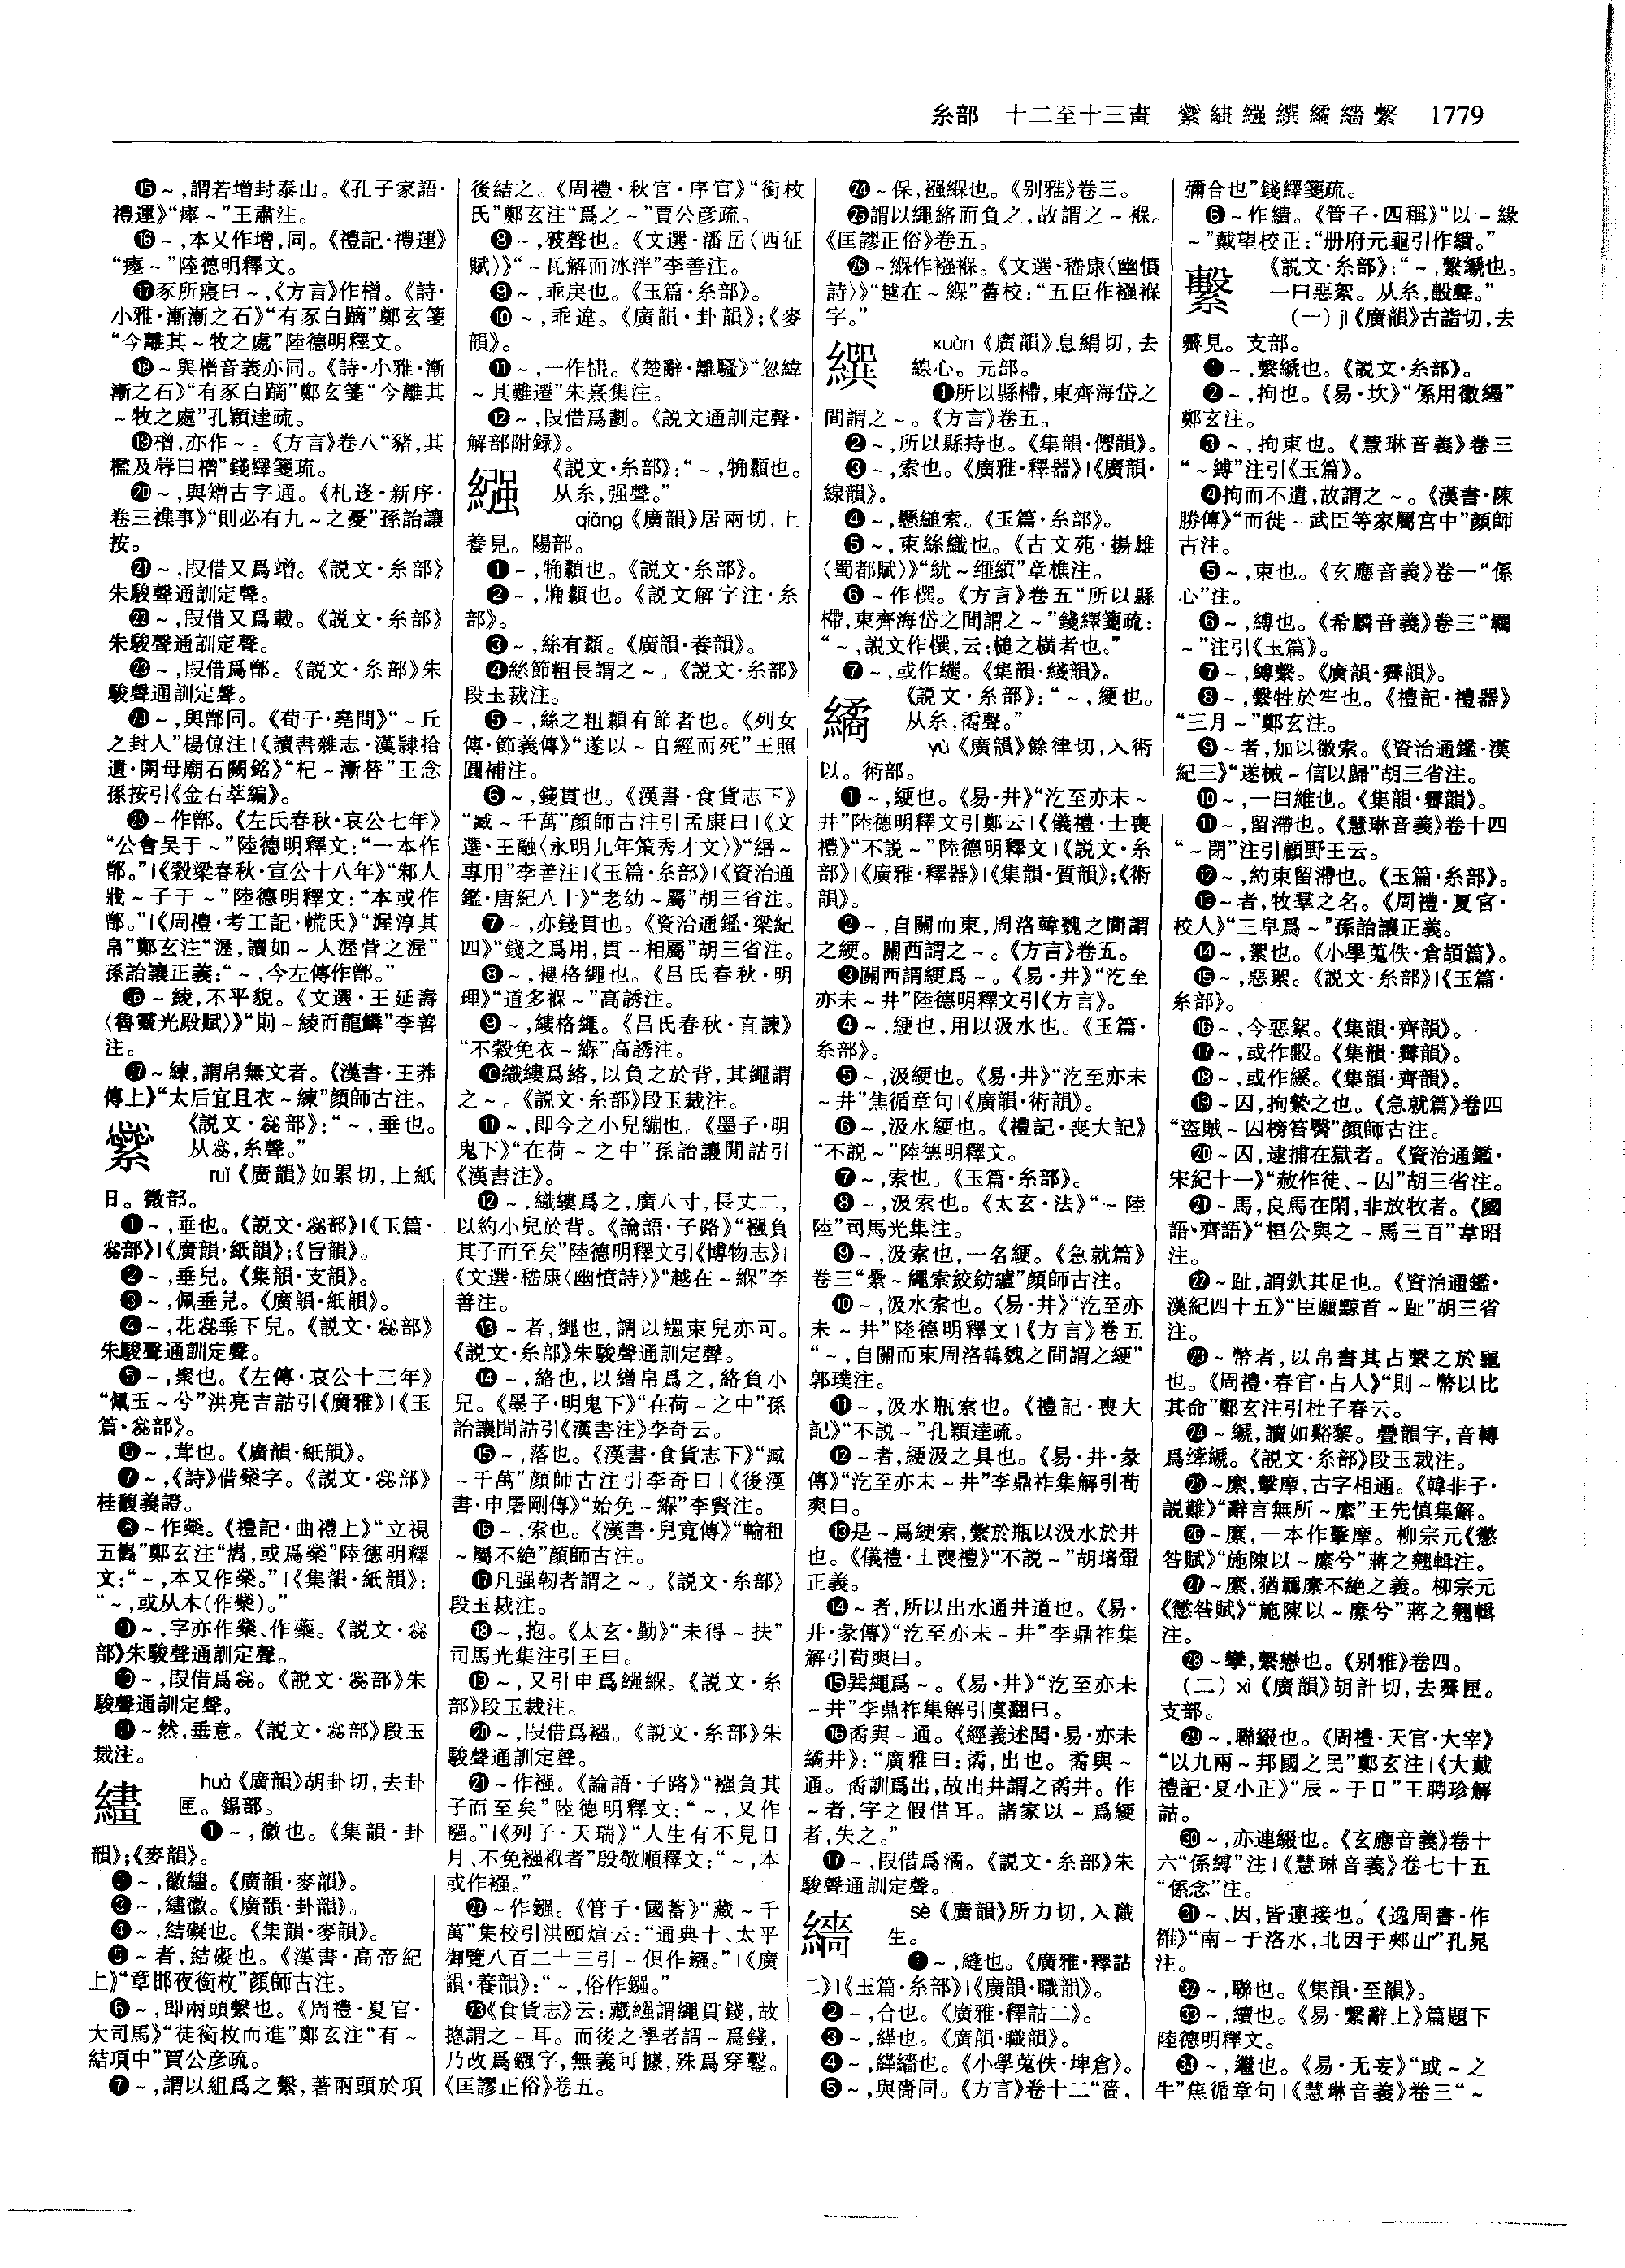 糸部　十二至十三畫　繠繣繦繏繘繬繫　1779
⓯～,謂若增封泰山。《孔子家語·
禮運》“瘞～”王肅注。
⓰～,本又作增,同。《禮記·禮運》
“瘞～”陸德明釋文。
⓱豕所寢曰～,《方言》作橧。《詩·
小雅·漸漸之石》“有豕白蹢”鄭玄箋
“今離其～牧之處”陸德明釋文。
⓲～與橧音義亦同。《詩·小雅·漸
漸之石》“有豕白蹢”鄭玄箋“今離其
～牧之處”孔穎達疏。
⓳橧,亦作～。《方言》卷八“豬,其
檻及蓐曰橧”錢繹箋疏。
⓴～,與矰古字通。《札迻·新序·
卷三襍事》“則必有九～之憂”孫詒讓
按。
㉑～,叚借又爲增。《説文·糸部》
朱駿聲通訓定聲。
㉒～,叚借又爲載。《説文·糸部》
朱駿聲通訓定聲。
㉓～,叚借爲鄫。《説文·糸部》朱
駿聲通訓定聲。
㉔～,與鄫同。《荀子·堯問》“～丘
之封人”楊倞注|《讀書雜志·漢隸拾
遺·開母廟石闕銘》“杞～漸替”王念
孫按引《金石萃編》。
㉕～作鄫。《左氏春秋·哀公七年》
“公會吴于～”陸德明釋文:“一本作
鄫。”|《穀梁春秋·宣公十八年》“邾人
戕～子于～”陸德明釋文:“本或作
鄫。”|《周禮·考工記·㡛氏》“渥淳其
帛”鄭玄注“渥,讀如～人渥菅之渥”
孫詒讓正義:“～,今左傳作鄫。”
㉖～綾,不平貌。《文選·王延壽
〈魯靈光殿賦〉》“則～綾而龍鱗”李善
注。
㉗～練,謂帛無文者。《漢書·王莽
傳上》“太后宜且衣～練”顏師古注。
繠
《説文·惢部》:“～,垂也。
从惢,糸聲。”
ruǐ《廣韻》如累切,上紙
日。微部。
❶～,垂也。《説文·惢部》|《玉篇·
惢部》|《廣韻·紙韻》;《旨韻》。
❷～,垂皃。《集韻·支韻》。
❸～,佩垂皃。《廣韻·紙韻》。
❹～,花惢垂下皃。《説文·惢部》
朱駿聲通訓定聲。
❺～,聚也。《左傳·哀公十三年》
“佩玉～兮”洪亮吉詁引《廣雅》|《玉
篇·惢部》。
❻～,茸也。《廣韻·紙韻》。
❼～,《詩》借橤字。《説文·惢部》
桂馥義證。
❽～作橤。《禮記·曲禮上》“立視
五巂”鄭玄注“巂,或爲橤”陸德明釋
文:“～,本又作橤。”|《集韻·紙韻》:
“～,或从木(作橤)。”
❾～,字亦作橤、作蘂。《説文·惢
部》朱駿聲通訓定聲。
❿～,叚借爲惢。《説文·惢部》朱
駿聲通訓定聲。
⓫～然,垂意。《説文·惢部》段玉
裁注。
繣
huà《廣韻》胡卦切,去卦
匣。錫部。
❶～,徽也。《集韻·卦
韻》;《麥韻》。
❷～,徽繣。《廣韻·麥韻》。
❸～,繣徽。《廣韻·卦韻》。
❹～,結礙也。《集韻·麥韻》。
❺～者,結礙也。《漢書·高帝紀
上》“章邯夜銜枚”顏師古注。
❻～,即兩頭繫也。《周禮·夏官·
大司馬》“徒銜枚而進”鄭玄注“有～
結項中”賈公彦疏。
❼～,謂以組爲之繫,著兩頭於項
後結之。《周禮·秋官·序官》“銜枚
氏”鄭玄注“爲之～”賈公彦疏。
❽～,破聲也。《文選·潘岳〈西征
賦〉》“～瓦解而冰泮”李善注。
❾～,乖戾也。《玉篇·糸部》。
❿～,乖違。《廣韻·卦韻》;《麥
韻》。
⓫～,一作懂。《楚辭·離騷》“忽緯
～其難遷”朱熹集注。
⓬～,叚借爲劃。《説文通訓定聲·
解部附録》。
繦
《説文·糸部》:“～,觕纇也。
从糸,强聲。”
qiǎng《廣韻》居兩切,上
養見。陽部。
❶～,觕纇也。《説文·糸部》。
❷～,觕纇也。《説文解字注·糸
部》。
❸～,絲有纇。《廣韻·養韻》。
❹絲節粗長謂之～。《説文·糸部》
段玉裁注。
❺～,絲之粗纇有節者也。《列女
傳·節義傳》“遂以～自經而死”王照
圓補注。
❻～,錢貫也。《漢書·食貨志下》
“臧～千萬”顏師古注引孟康曰|《文
選·王融〈永明九年策秀才文〉》“緡～
專用”李善注|《玉篇·糸部》|《資治通
鑑·唐紀八十》“老幼～屬”胡三省注。
❼～,亦錢貫也。《資治通鑑·梁紀
四》“錢之爲用,貫～相屬”胡三省注。
❽～,褸格繩也。《吕氏春秋·明
理》“道多褓～”高誘注。
❾～,縷格繩。《吕氏春秋·直諫》
“不榖免衣～緥”高誘注。
❿織縷爲絡,以負之於背,其繩謂
之～。《説文·糸部》段玉裁注。
⓫～,即今之小兒繃也。《墨子·明
鬼下》“在荷～之中”孫詒讓閒詁引
《漢書注》。
⓬～,織縷爲之,廣八寸,長丈二,
以約小兒於背。《論語·子路》“襁負
其子而至矣”陸德明釋文引《博物志》|
《文選·嵇康〈幽憤詩〉》“越在～緥”李
善注。
⓭～者,繩也,謂以繦束兒亦可。
《説文·糸部》朱駿聲通訓定聲。
⓮～,絡也,以繒帛爲之,絡負小
兒。《墨子·明鬼下》“在荷～之中”孫
詒讓閒詁引《漢書注》李奇云。
⓯～,落也。《漢書·食貨志下》“臧
～千萬”顏師古注引李奇曰|《後漢
書·申屠剛傳》“始免～緥”李賢注。
⓰～,索也。《漢書·兒寬傳》“輸租
～屬不絶”顏師古注。
⓱凡强韌者謂之～。《説文·糸部》
段玉裁注。
⓲～,抱。《太玄·勤》“未得～扶”
司馬光集注引王曰。
⓳～,又引申爲繦緥。《説文·糸
部》段玉裁注。
⓴～,叚借爲襁。《説文·糸部》朱
駿聲通訓定聲。
㉑～作襁。《論語·子路》“襁負其
子而至矣”陸德明釋文:“～,又作
襁。”|《列子·天瑞》“人生有不見日
月、不免襁褓者”殷敬順釋文:“～,本
或作襁。”
㉒～作鏹。《管子·國蓄》“藏～千
萬”集校引洪頤煊云:“通典十、太平
御覽八百二十三引～俱作鏹。”|《廣
韻·養韻》:“～,俗作鏹。”
㉓《食貨志》云:藏繦謂繩貫錢,故
摠謂之～耳。而後之學者謂～爲錢,
乃改爲鏹字,無義可據,殊爲穿鑿。
《匡謬正俗》卷五。
㉔～保,襁緥也。《别雅》卷三。
㉕謂以繩絡而負之,故謂之～褓。
《匡謬正俗》卷五。
㉖～緥作襁褓。《文選·嵇康〈幽憤
詩〉》“越在～緥”舊校:“五臣作襁褓
字。”
繏
xuàn《廣韻》息絹切,去
線心。元部。
❶所以縣㯂,東齊海岱之
間謂之～。《方言》卷五。
❷～,所以縣持也。《集韻·僊韻》。
❸～,索也。《廣雅·釋器》|《廣韻·
線韻》。
❹～,懸縋索。《玉篇·糸部》。
❺～,束絲織也。《古文苑·揚雄
〈蜀都賦〉》“絖～緸縜”章樵注。
❻～作樸。《方言》卷五“所以縣
㯂,東齊海岱之間謂之～”錢繹箋疏:
“～,説文作㯢,云:槌之横者也。”
❼～,或作縼。《集韻·綫韻》。
繘
《説文·糸部》:“～,綆也。
从糸,矞聲。”
yù《廣韻》餘律切,入術
以。術部。
❶～,綆也。《易·井》“汔至亦未～
井”陸德明釋文引鄭云|《儀禮·士喪
禮》“不説～”陸德明釋文|《説文·糸
部》|《廣雅·釋器》|《集韻·質韻》;《術
韻》。
❷～,自關而東,周洛韓魏之間謂
之綆。關西謂之～。《方言》卷五。
❸關西謂綆爲～。《易·井》“汔至
亦未～井”陸德明釋文引《方言》。
❹～,綆也,用以汲水也。《玉篇·
糸部》。
❺～,汲綆也。《易·井》“汔至亦未
～井”焦循章句|《廣韻·術韻》。
❻～,汲水綆也。《禮記·喪大記》
“不説～”陸德明釋文。
❼～,索也。《玉篇·糸部》。
❽～,汲索也。《太玄·法》“～陸
陸”司馬光集注。
❾～,汲索也,一名綆。《急就篇》
卷三“絫～繩索絞紡纑”顏師古注。
❿～,汲水索也。《易·井》“汔至亦
未～井”陸德明釋文|《方言》卷五
“～,自關而東周洛韓魏之間謂之綆”
郭璞注。
⓫～,汲水瓶索也。《禮記·喪大
記》“不説～”孔穎達疏。
⓬～者,綆汲之具也。《易·井·彖
傳》“汔至亦未～井”李鼎祚集解引荀
爽曰。
⓭是～爲綆索,繫於瓶以汲水於井
也。《儀禮·士喪禮》“不説～”胡培翬
正義。
⓮～者,所以出水通井道也。《易·
井·彖傳》“汔至亦未～井”李鼎祚集
解引荀爽曰。
⓯巽繩爲～。《易·井》“汔至亦未
～井”李鼎祚集解引虞翻曰。
⓰矞與～通。《經義述聞·易·亦未
繘井》:“廣雅曰:矞,出也。矞與～
通。矞訓爲出,故出井謂之矞井。作
～者,字之假借耳。諸家以～爲綆
者,失之。”
⓱～,叚借爲潏。《説文·糸部》朱
駿聲通訓定聲。
繬
sè《廣韻》所力切,入職
生。
❶～,縫也。《廣雅·釋詁
二》|《玉篇·糸部》|《廣韻·職韻》。
❷～,合也。《廣雅·釋詁二》。
❸～,緙也。《廣韻·職韻》。
❹～,緙繬也。《小學蒐佚·埤倉》。
❺～,與嗇同。《方言》卷十二“嗇,
彌合也”錢繹箋疏。
❻～作繢。《管子·四稱》“以～緣
～”戴望校正:“册府元龜引作繢。”
繫
《説文·糸部》:“～,繫繘也。
一曰惡絮。从糸,毄聲。”
(一)jì《廣韻》古詣切,去
霽見。支部。
❶～,繫繘也。《説文·糸部》。
❷～,拘也。《易·坎》“係用徽纆”
鄭玄注。
❸～,拘束也。《慧琳音義》卷三
“～縛”注引《玉篇》。
❹拘而不遣,故謂之～。《漢書·陳
勝傳》“而徙～武臣等家屬宫中”顏師
古注。
❺～,束也。《玄應音義》卷一“係
心”注。
❻～,縛也。《希麟音義》卷三“羈
～”注引《玉篇》。
❼～,縛繫。《廣韻·霽韻》。
❽～,繫牲於牢也。《禮記·禮器》
“三月～”鄭玄注。
❾～者,加以徽索。《資治通鑑·漢
紀三》“遂械～信以歸”胡三省注。
❿～,一曰維也。《集韻·霽韻》。
⓫～,留滯也。《慧琳音義》卷十四
“～閉”注引顧野王云。
⓬～,約束留滯也。《玉篇·糸部》。
⓭～者,牧羣之名。《周禮·夏官·
校人》“三皁爲～”孫詒讓正義。
⓮～,絮也。《小學蒐佚·倉頡篇》。
⓯～,惡絮。《説文·糸部》|《玉篇·
糸部》。
⓰～,今惡絮。《集韻·齊韻》。
⓱～,或作毄。《集韻·霽韻》。
⓲～,或作緩。《集韻·齊韻》。
⓳～囚,拘縶之也。《急就篇》卷四
“盗賊～囚榜笞臀”顏師古注。
⓴～囚,逮捕在獄者。《資治通鑑·
宋紀十一》“赦作徒、～囚”胡三省注。
㉑～馬,良馬在閑,非放牧者。《國
語·齊語》“桓公與之～馬三百”韋昭
注。
㉒～趾,謂釱其足也。《資治通鑑·
漢紀四十五》“臣願黥首～趾”胡三省
注。
㉓～幣者,以帛書其占繫之於龜
也。《周禮·春官·占人》“則～幣以比
其命”鄭玄注引杜子春云。
㉔～褫,讀如谿黎。疊韻字,音轉
爲縴褫。《説文·糸部》段玉裁注。
㉕～縻,擊摩,古字相通。《韓非子·
説難》“辭言無所～縻”王先慎集解。
㉖～縻,一本作擊摩。柳宗元《懲
咎賦》“施陳以～縻兮”蔣之翹輯注。
㉗～縻,猶羈縻不絶之義。柳宗元
《懲咎賦》“施陳以～縻兮”蔣之翹輯
注。
㉘～孿,繫戀也。《别雅》卷四。
(二)xì《廣韻》胡計切,去霽匣。
支部。
㉙～,聯綴也。《周禮·天官·大宰》
“以九兩～邦國之民”鄭玄注|《大戴
禮記·夏小正》“辰～于日”王聘珍解
詁。
㉚～,亦連綴也。《玄應音義》卷十
六“係縛”注|《慧琳音義》卷七十五
“係念”注。
㉛～、因,皆連接也。《逸周書·作
雒》“南～于洛水,北因于郟山”孔晁
注。
㉜～,聯也。《集韻·至韻》。
㉝～,續也。《易·繫辭上》篇題下
陸德明釋文。
㉞～,繼也。《易·无妄》“或～之
牛”焦循章句|《慧琳音義》卷三“～